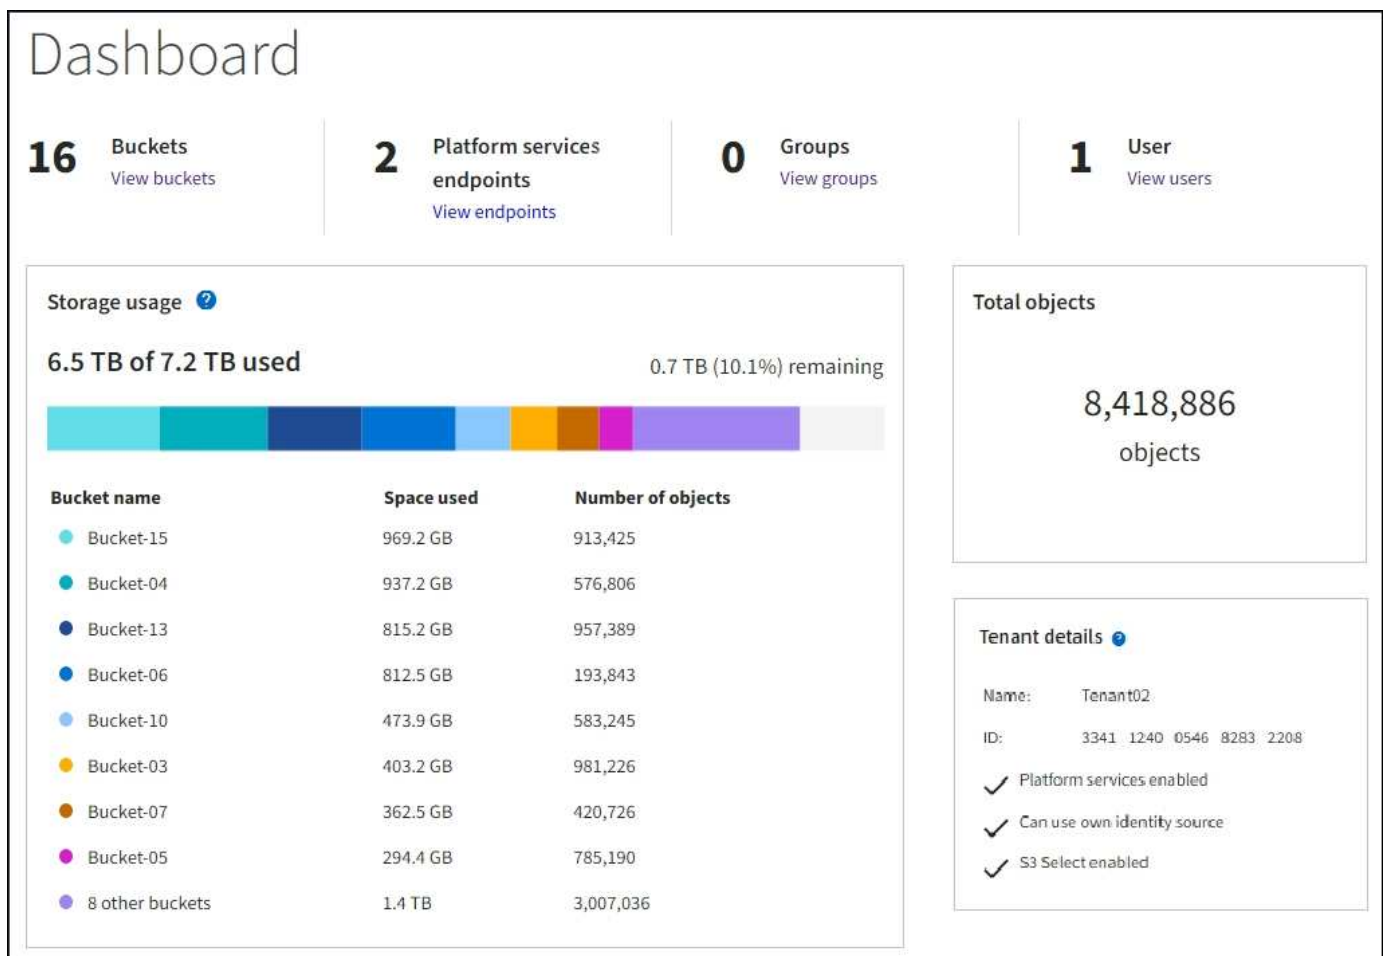 Dashboard
16 Buckets
View buckets
2 Platform services
endpoints
View endpoints
0 Groups
View groups
1 User
View users
Storage usage ?
6.5 TB of 7.2 TB used
0.7 TB (10.1%) remaining
Bucket name Space used Number of objects
Bucket-15 969.2 GB 913,425
Bucket-04 937.2 GB 576,806
Bucket-13 815.2 GB 957,389
Bucket-06 812.5 GB 193,843
Bucket-10 473.9 GB 583,245
Bucket-03 403.2 GB 981,226
Bucket-07 362.5 GB 420,726
Bucket-05 294.4 GB 785,190
8 other buckets 1.4 TB 3,007,036
Total objects
8,418,886
objects
Tenant details ?
Name: Tenant02
ID: 3341 1240 0546 8283 2208
Platform services enabled
Can use own identity source
S3 Select enabled